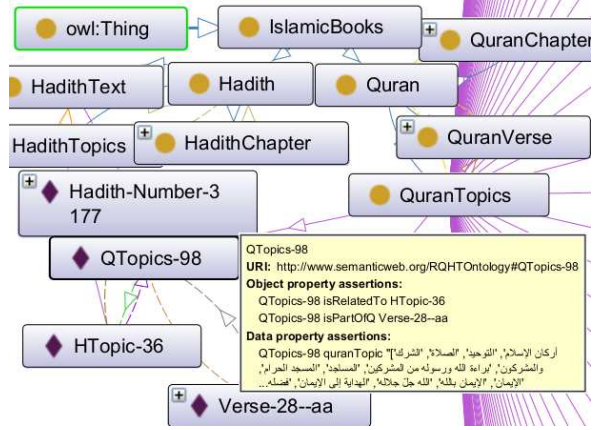 owl:Thing
IslamicBooks
QuranChapter
HadithText
Hadith
Quran
HadithTopics
HadithChapter
QuranVerse
Hadith-Number-3
177
QuranTopics
QTopics-98
HTopic-36
Verse-28--aa
QTopics-98
URI: http://www.semanticweb.org/RQHTOntology#QTopics-98
Object property assertions:
QTopics-98 isRelatedTo HTopic-36
QTopics-98 isPartOfQ Verse-28--aa
Data property assertions:
QTopics-98 quranTopic "['أركان الإسلام', 'التوحيد', 'الصلاة', 'الشرك
والمشركون', 'براءة الله ورسوله من المشركين', 'المساجد', 'المسجد الحرام',
'الإيمان', 'الإيمان بالله', 'الله جلّ جلاله', 'الهداية إلى الإيمان', 'فضله...